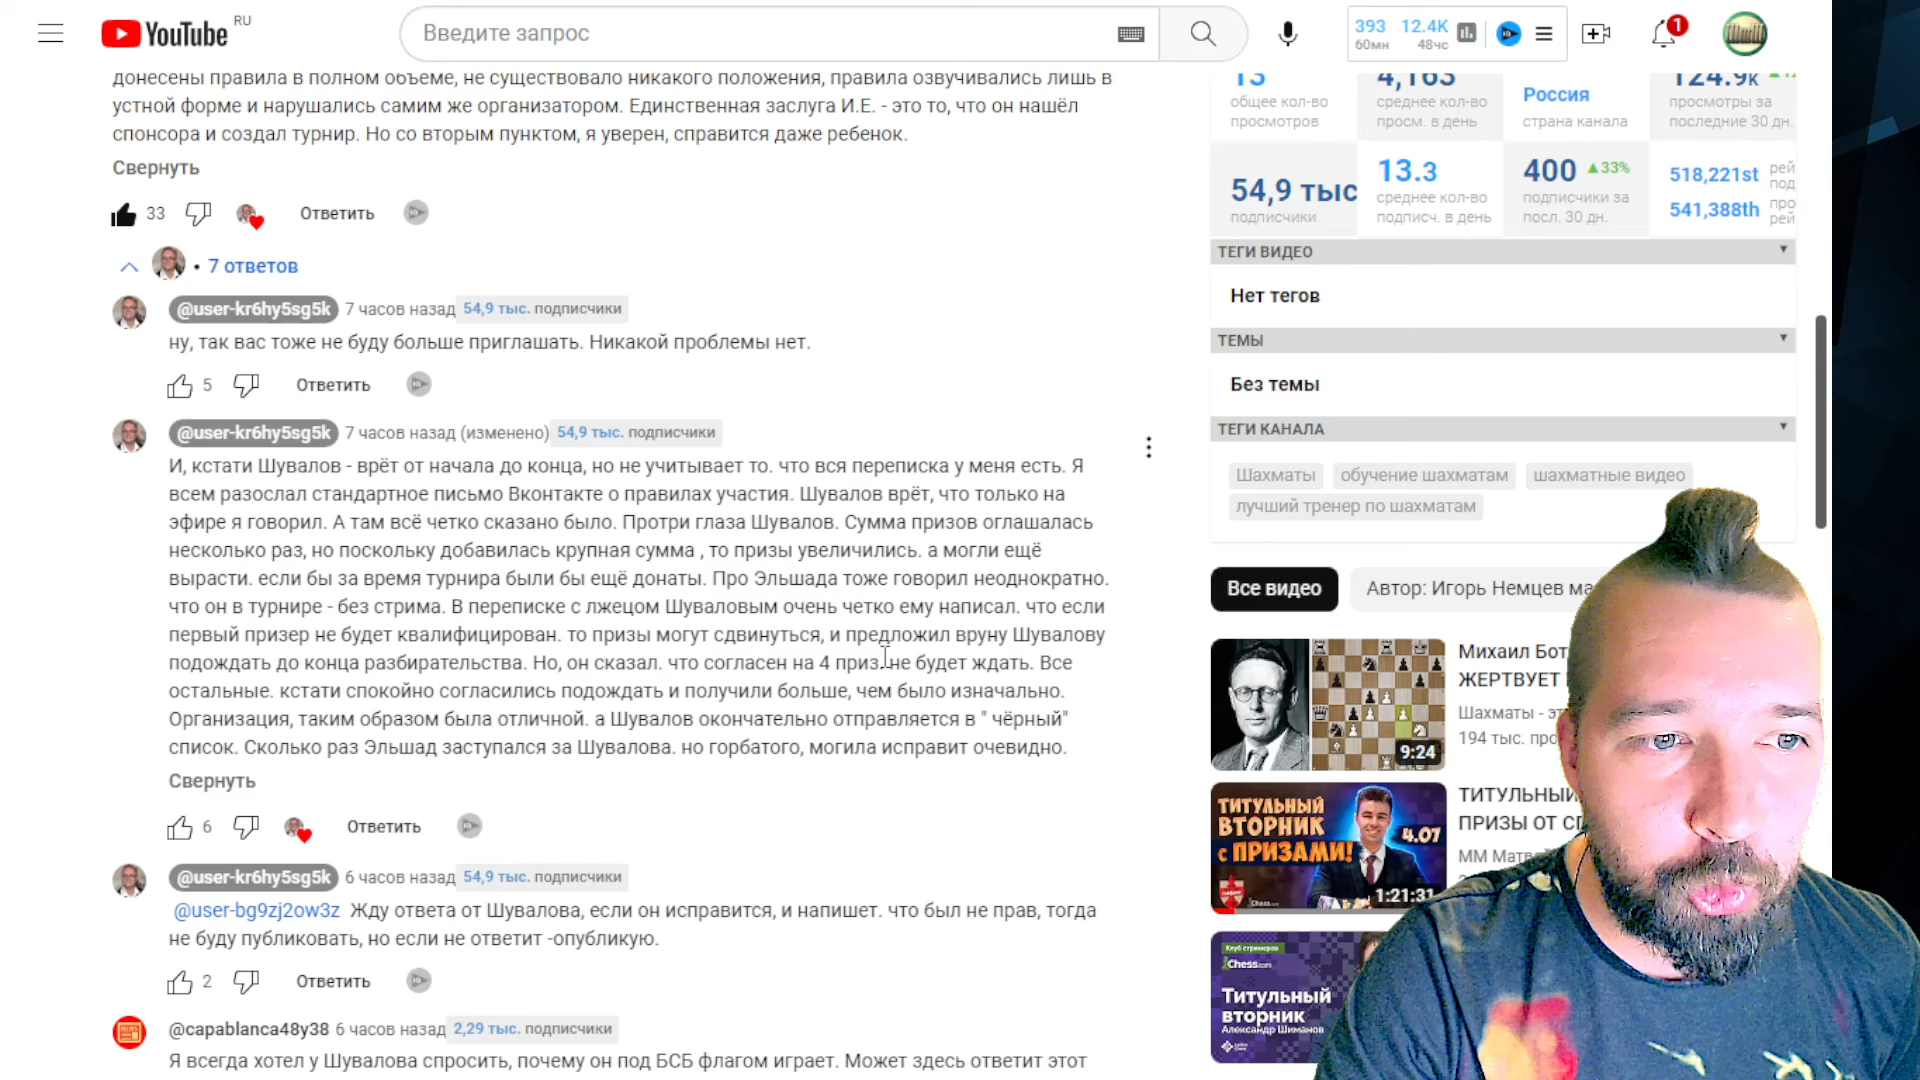 YouTube RU
Введите запрос
393 12.4K
60мн 48чс
1
донесены правила в полном объеме, не существовало никакого положения, правила озвучивались лишь в
устной форме и нарушались самим же организатором. Единственная заслуга И.Е. - это то, что он нашёл
спонсора и создал турнир. Но со вторым пунктом, я уверен, справится даже ребенок.
Свернуть
33 Ответить
• 7 ответов
@user-kr6hy5sg5k 7 часов назад 54,9 тыс. подписчики
ну, так вас тоже не буду больше приглашать. Никакой проблемы нет.
5 Ответить
@user-kr6hy5sg5k 7 часов назад (изменено) 54,9 тыс. подписчики
И, кстати Шувалов - врёт от начала до конца, но не учитывает то. что вся переписка у меня есть. Я
всем разослал стандартное письмо Вконтакте о правилах участия. Шувалов врёт, что только на
эфире я говорил. А там всё четко сказано было. Протри глаза Шувалов. Сумма призов оглашалась
несколько раз, но поскольку добавилась крупная сумма , то призы увеличились. а могли ещё
вырасти. если бы за время турнира были бы ещё донаты. Про Эльшада тоже говорил неоднократно.
что он в турнире - без стрима. В переписке с лжецом Шуваловым очень четко ему написал. что если
первый призер не будет квалифицирован. то призы могут сдвинуться, и предложил вруну Шувалову
подождать до конца разбирательства. Но, он сказал. что согласен на 4 приз. не будет ждать. Все
остальные. кстати спокойно согласились подождать и получили больше, чем было изначально.
Организация, таким образом была отличной. а Шувалов окончательно отправляется в " чёрный"
список. Сколько раз Эльшад заступался за Шувалова. но горбатого, могила исправит очевидно.
Свернуть
6 Ответить
@user-kr6hy5sg5k 6 часов назад 54,9 тыс. подписчики
@user-bg9zj2ow3z Жду ответа от Шувалова, если он исправится, и напишет. что был не прав, тогда
не буду публиковать, но если не ответит -опубликую.
2 Ответить
@capablanca48y38 6 часов назад 2,29 тыс. подписчики
Я всегда хотел у Шувалова спросить, почему он под БСБ флагом играет. Может здесь ответит этот
общее кол-во
просмотров
4,163
среднее кол-во
просм. в день
Россия
страна канала
124.9к
просмотры за
последние 30 дн.
54,9 тыс
подписчики
13.3
среднее кол-во
подписч. в день
400 ▲33%
подписчики за
посл. 30 дн.
518,221st
541,388th
ТЕГИ ВИДЕО
Нет тегов
ТЕМЫ
Без темы
ТЕГИ КАНАЛА
Шахматы обучение шахматам шахматные видео
лучший тренер по шахматам
Все видео Автор: Игорь Немцев
Михаил
ЖЕРТВУЕТ
Шахматы -
194 тыс.
9:24
ТИТУЛЬНЫЙ
ВТОРНИК
с ПРИЗАМИ!
4.07
1:21:31
ТИТУЛЬНЫЙ
ПРИЗЫ ОТ
Клуб стримеров
Chess.com
Титульный
вторник
Александр Шиманов